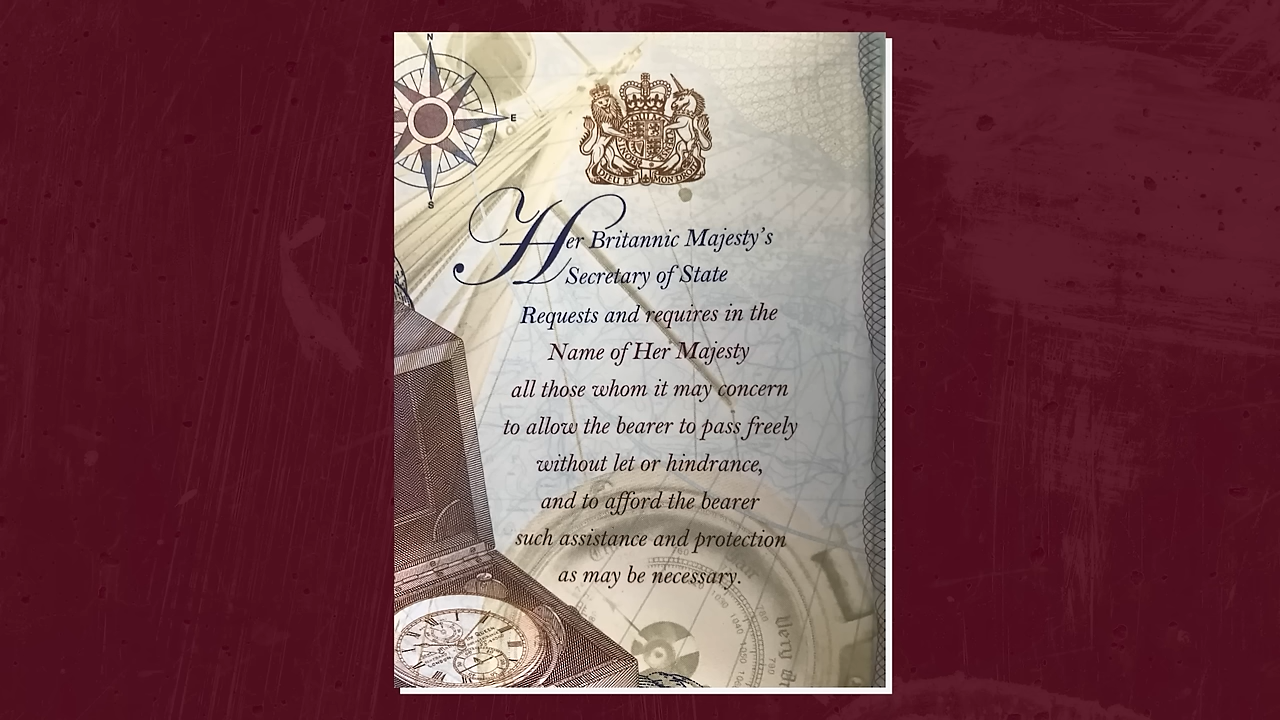 N
E
S
DIEU ET MON DROIT
Her Britannic Majesty's
Secretary of State
Requests and requires in the
Name of Her Majesty
all those whom it may concern
to allow the bearer to pass freely
without let or hindrance,
and to afford the bearer
such assistance and protection
as may be necessary.
Very
LONDON